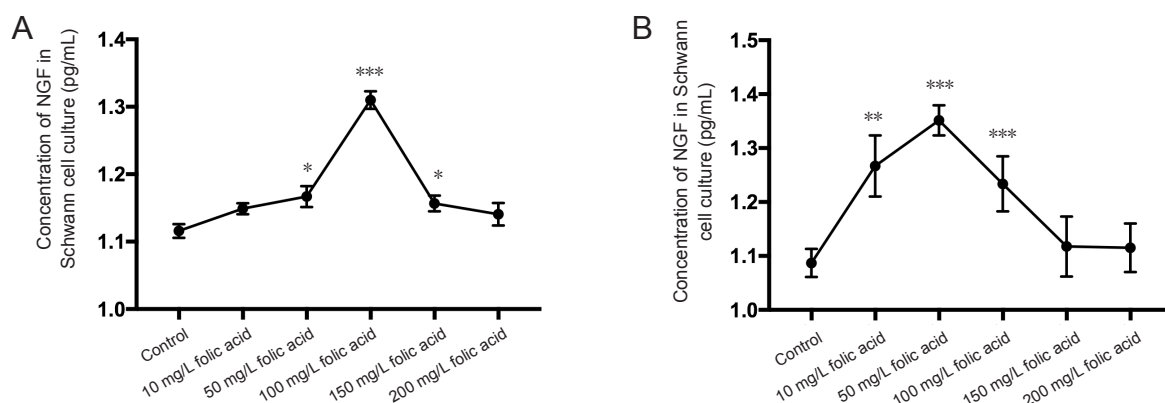 A
Concentration of NGF in
Schwann cell culture (pg/mL)
1.4
1.3
1.2
1.1
1.0
*
***
*
Control
10 mg/L folic acid
50 mg/L folic acid
100 mg/L folic acid
150 mg/L folic acid
200 mg/L folic acid
B
Concentration of NGF in Schwann
cell culture (pg/mL)
1.5
1.4
1.3
1.2
1.1
1.0
**
***
***
Control
10 mg/L folic acid
50 mg/L folic acid
100 mg/L folic acid
150 mg/L folic acid
200 mg/L folic acid